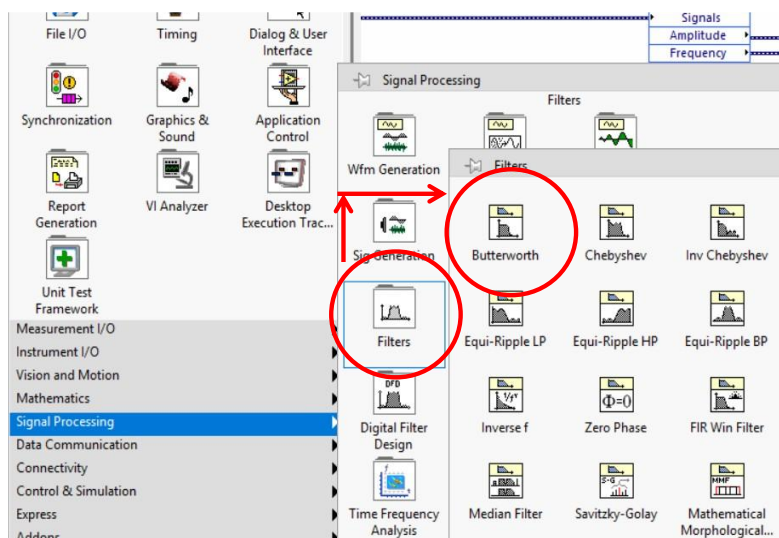 File I/O
Timing
Dialog & User
Interface
Signals
Amplitude
Frequency
Synchronization
Graphics &
Sound
Application
Control
Report
Generation
VI Analyzer
Desktop
Execution Trac...
Unit Test
Framework
Measurement I/O
Instrument I/O
Vision and Motion
Mathematics
Signal Processing
Data Communication
Connectivity
Control & Simulation
Express
Addons
Signal Processing
Filters
Wfm Generation
Sig Generation
Filters
DFD
Digital Filter
Design
Time Frequency
Analysis
Filters
Butterworth
Chebyshev
Inv Chebyshev
Equi-Ripple LP
Equi-Ripple HP
Equi-Ripple BP
Inverse f
Φ=0
Zero Phase
FIR Win Filter
Median Filter
S-G
Savitzky-Golay
MMF
Mathematical
Morphological...